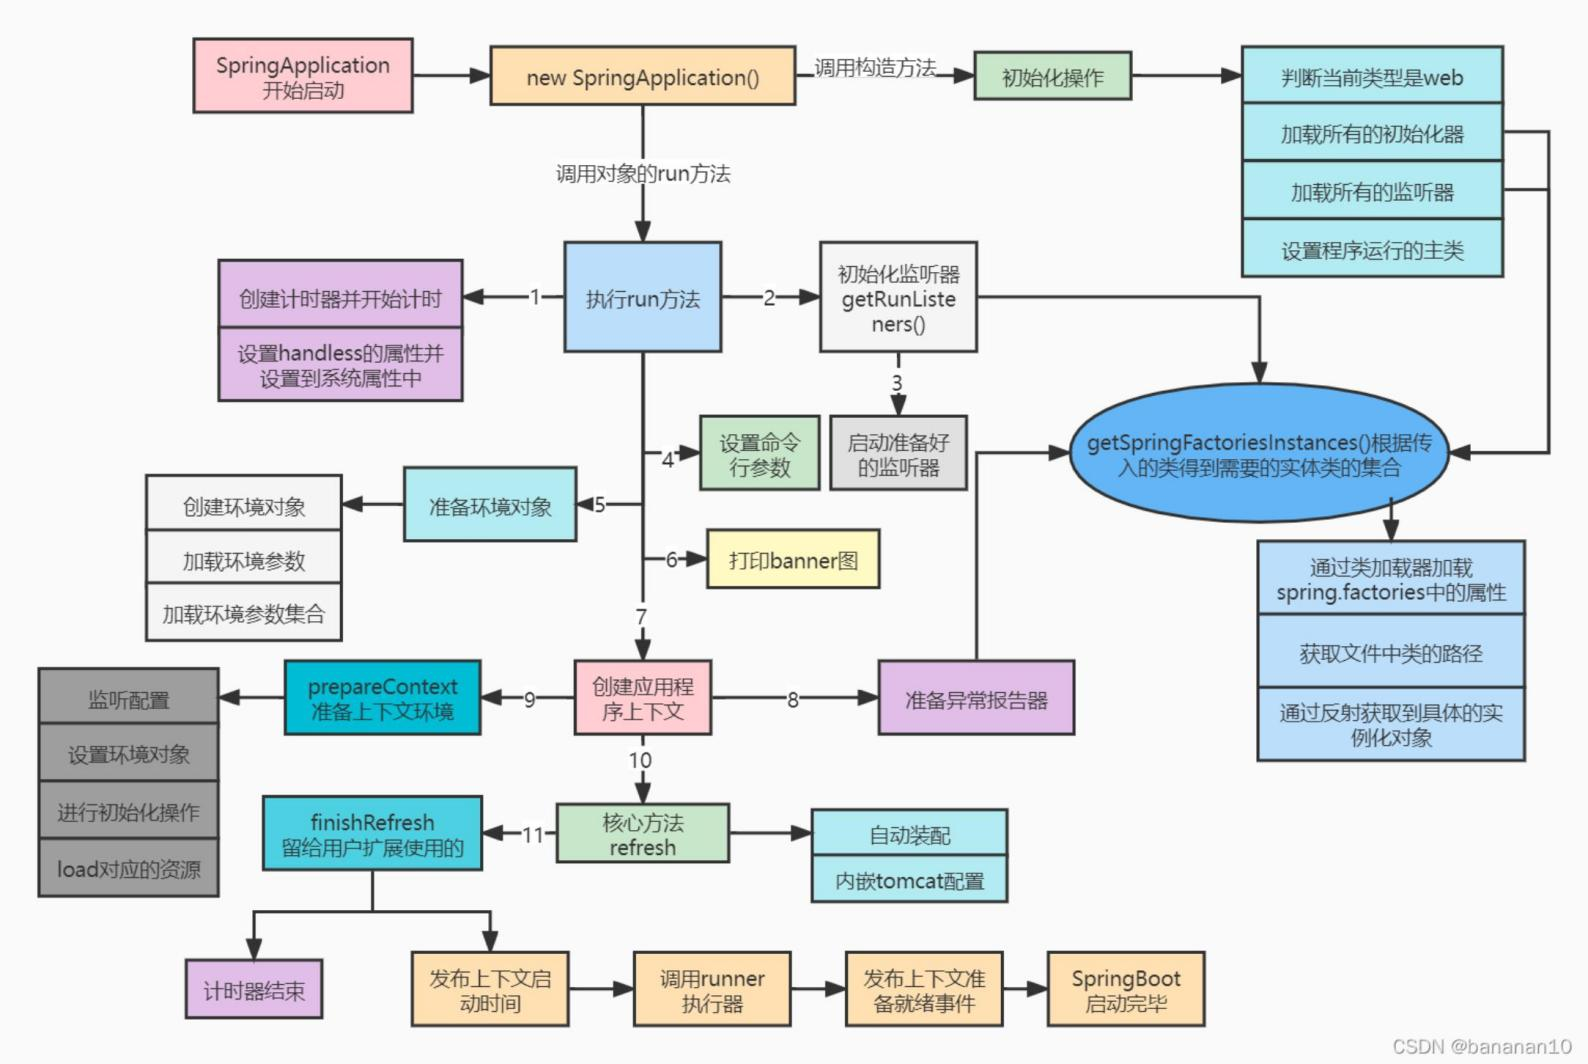 SpringApplication
开始启动
new SpringApplication()
调用构造方法
初始化操作
判断当前类型是web
加载所有的初始化器
加载所有的监听器
设置程序运行的主类
调用对象的run方法
创建计时器并开始计时
设置handless的属性并
设置到系统属性中
1
执行run方法
2
初始化监听器
getRunListe
ners()
3
启动准备好
的监听器
4
设置命令
行参数
getSpringFactoriesInstances()根据传
入的类得到需要的实体类的集合
通过类加载器加载
spring.factories中的属性
获取文件中类的路径
通过反射获取到具体的实
例化对象
5
准备环境对象
创建环境对象
加载环境参数
加载环境参数集合
6
打印banner图
7
创建应用程
序上下文
8
准备异常报告器
9
prepareContext
准备上下文环境
监听配置
设置环境对象
进行初始化操作
load对应的资源
10
核心方法
refresh
自动装配
内嵌tomcat配置
11
finishRefresh
留给用户扩展使用的
计时器结束
发布上下文启
动时间
调用runner
执行器
发布上下文准
备就绪事件
SpringBoot
启动完毕
CSDN @bananan10